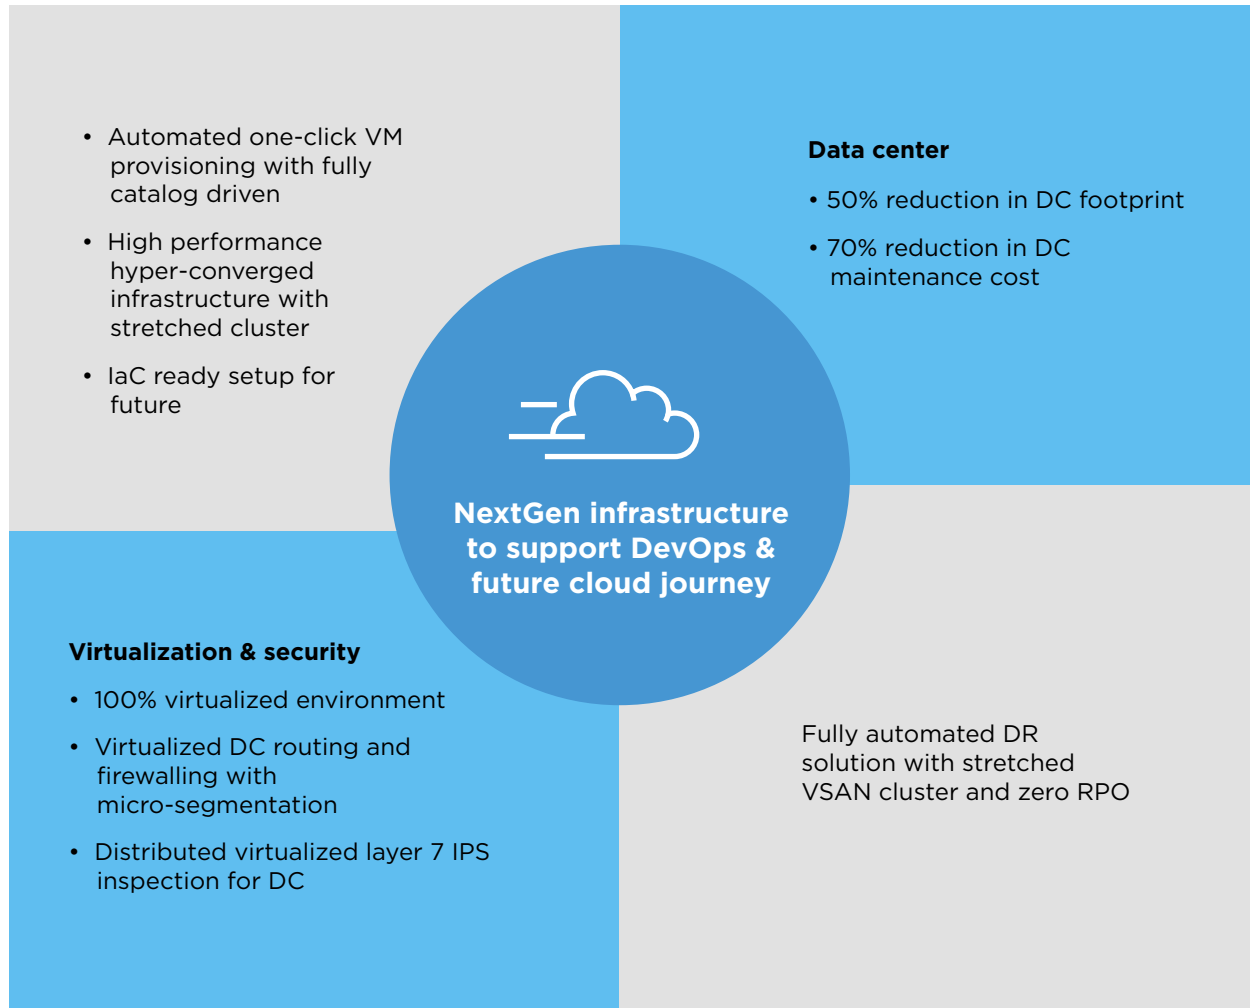 • Automated one-click VM
provisioning with fully
catalog driven
• High performance
hyper-converged
infrastructure with
stretched cluster
• IaC ready setup for
future
Data center
• 50% reduction in DC footprint
• 70% reduction in DC
maintenance cost
NextGen infrastructure
to support DevOps &
future cloud journey
Virtualization & security
• 100% virtualized environment
• Virtualized DC routing and
firewalling with
micro-segmentation
• Distributed virtualized layer 7 IPS
inspection for DC
Fully automated DR
solution with stretched
VSAN cluster and zero RPO